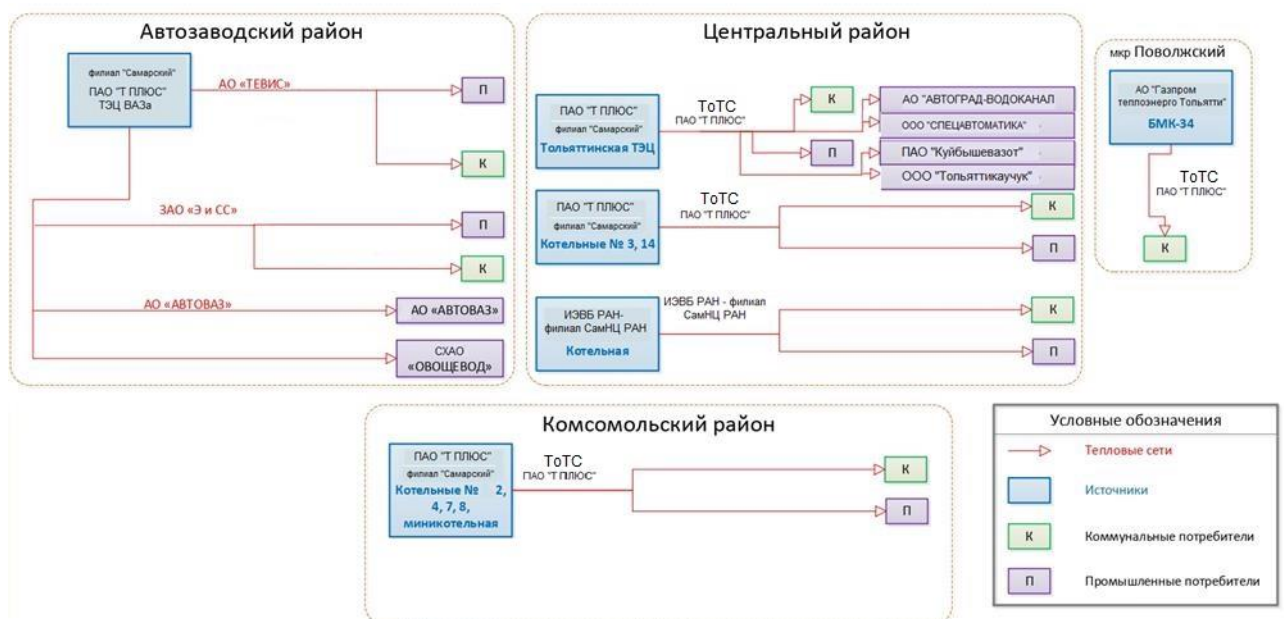 Автозаводский район
филиал "Самарский"
ПАО "Т ПЛЮС"
ТЭЦ ВАЗа
АО «ТЕВИС»
П
К
ЗАО «Э и СС»
П
К
АО «АВТОВАЗ»
АО «АВТОВАЗ»
СХАО
«ОВОЩЕВОД»
Центральный район
ПАО "Т ПЛЮС"
филиал "Самарский"
Тольяттинская ТЭЦ
ТоТС
ПАО "Т ПЛЮС"
К
П
АО "АВТОГРАД-ВОДОКАНАЛ
ООО "СПЕЦАВТОМАТИКА"
ПАО "Куйбышевазот"
ООО "Тольяттикаучук"
ПАО "Т ПЛЮС"
филиал "Самарский"
Котельные № 3, 14
ТоТС
ПАО "Т ПЛЮС"
К
П
ИЭВБ РАН-
филиал СамНЦ РАН
Котельная
ИЭВБ РАН - филиал
СамНЦ РАН
К
П
мкр Поволжский
АО "Газпром
теплоэнерго Тольятти"
БМК-34
ТоТС
ПАО "Т ПЛЮС"
К
Комсомольский район
ПАО "Т ПЛЮС"
филиал "Самарский"
Котельные № 2,
4, 7, 8,
миникотельная
ТоТС
ПАО "Т ПЛЮС"
К
П
Условные обозначения
Тепловые сети
Источники
К
Коммунальные потребители
П
Промышленные потребители